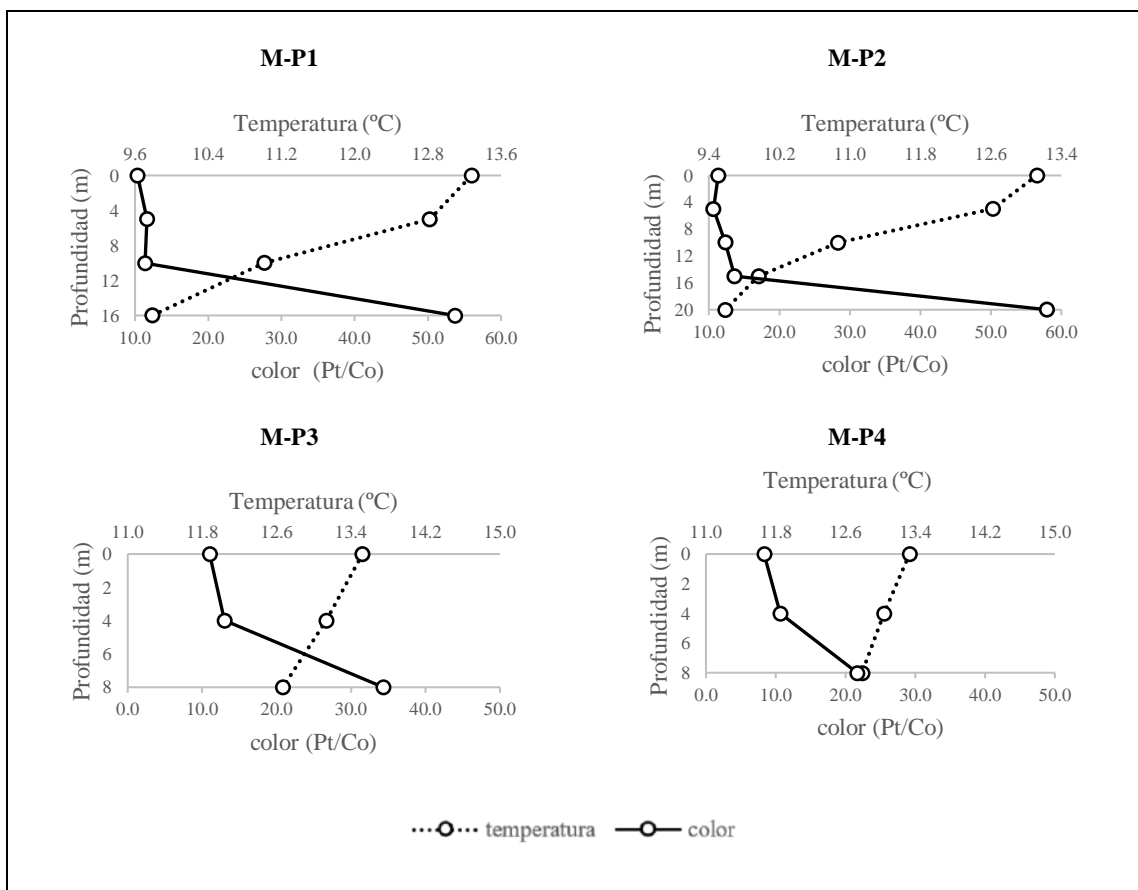 M-P1
Temperatura (ºC)
9.6 10.4 11.2 12.0 12.8 13.6
Profundidad (m)
0
4
8
12
16
10.0 20.0 30.0 40.0 50.0 60.0
color (Pt/Co)
M-P2
Temperatura (ºC)
9.4 10.2 11.0 11.8 12.6 13.4
Profundidad (m)
0
4
8
12
16
20
10.0 20.0 30.0 40.0 50.0 60.0
color (Pt/Co)
M-P3
Temperatura (ºC)
11.0 11.8 12.6 13.4 14.2 15.0
Profundidad (m)
0
2
4
6
8
0.0 10.0 20.0 30.0 40.0 50.0
color (Pt/Co)
M-P4
Temperatura (ºC)
11.0 11.8 12.6 13.4 14.2 15.0
Profundidad (m)
0
2
4
6
8
0.0 10.0 20.0 30.0 40.0 50.0
color (Pt/Co)
temperatura color